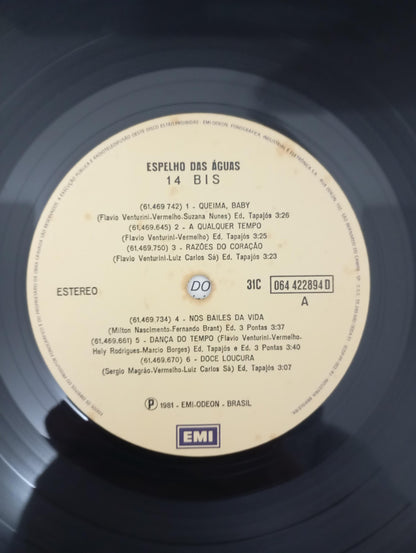 ESPELHO DAS ÁGUAS
14 BIS
(61.469 742) 1 - QUEIMA, BABY
(Flavio Venturini-Vermelho-Suzana Nunes) Ed. Tapajós 3:26
(61.469.645) 2 - A QUALQUER TEMPO
(Flavio Venturini-Vermelho) Ed. Tapajós 3:25
(61.469.750) 3 - RAZÕES DO CORAÇÃO
(Flavio Venturini-Luiz Carlos Sá) Ed. Tapajós 3:23
ESTEREO
DO
31C 064 422894 D
A
(61.469.734) 4 - NOS BAILES DA VIDA
(Milton Nascimento-Fernando Brant) Ed. 3 Pontas 3:37
(61.469.661) 5 - DANÇA DO TEMPO (Flavio Venturini-Vermelho-
Hely Rodrigues-Marcio Borges) Ed. Tapajós e Ed. 3 Pontas 3:40
(61.469.670) 6 - DOCE LOUCURA
(Sergio Magrão-Vermelho-Luiz Carlos Sá) Ed. Tapajós 3:07
℗ 1981 - EMI-ODEON - BRASIL
EMI